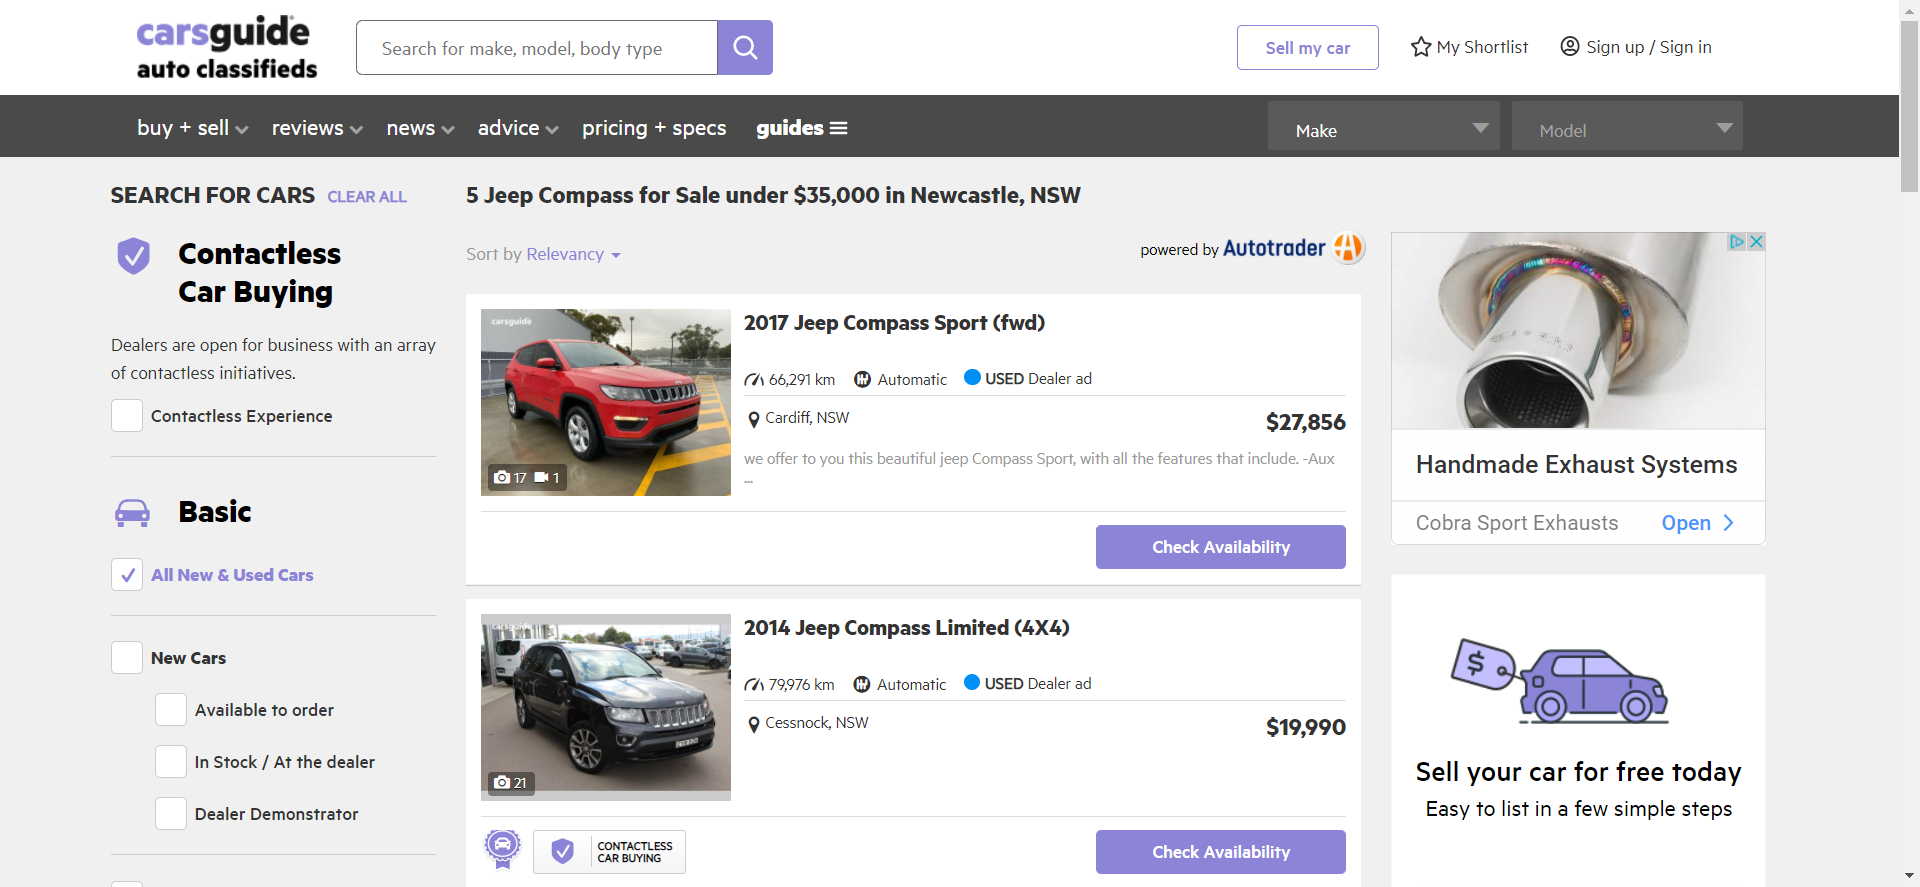 carsguide
auto classifieds
Search for make, model, body type
Sell my car
My Shortlist
Sign up / Sign in
buy + sell
reviews
news
advice
pricing + specs
guides
Make
Model
SEARCH FOR CARS CLEAR ALL
Contactless
Car Buying
Dealers are open for business with an array
of contactless initiatives.
Contactless Experience
Basic
All New & Used Cars
New Cars
Available to order
In Stock / At the dealer
Dealer Demonstrator
5 Jeep Compass for Sale under $35,000 in Newcastle, NSW
Sort by Relevancy
powered by Autotrader
carsguide
17 1
2017 Jeep Compass Sport (fwd)
66,291 km Automatic USED Dealer ad
Cardiff, NSW
$27,856
we offer to you this beautiful jeep Compass Sport, with all the features that include. -Aux
...
Check Availability
carsguide
21
2014 Jeep Compass Limited (4X4)
79,976 km Automatic USED Dealer ad
Cessnock, NSW
$19,990
CONTACTLESS
CAR BUYING
Check Availability
Handmade Exhaust Systems
Cobra Sport Exhausts
Open
$
Sell your car for free today
Easy to list in a few simple steps